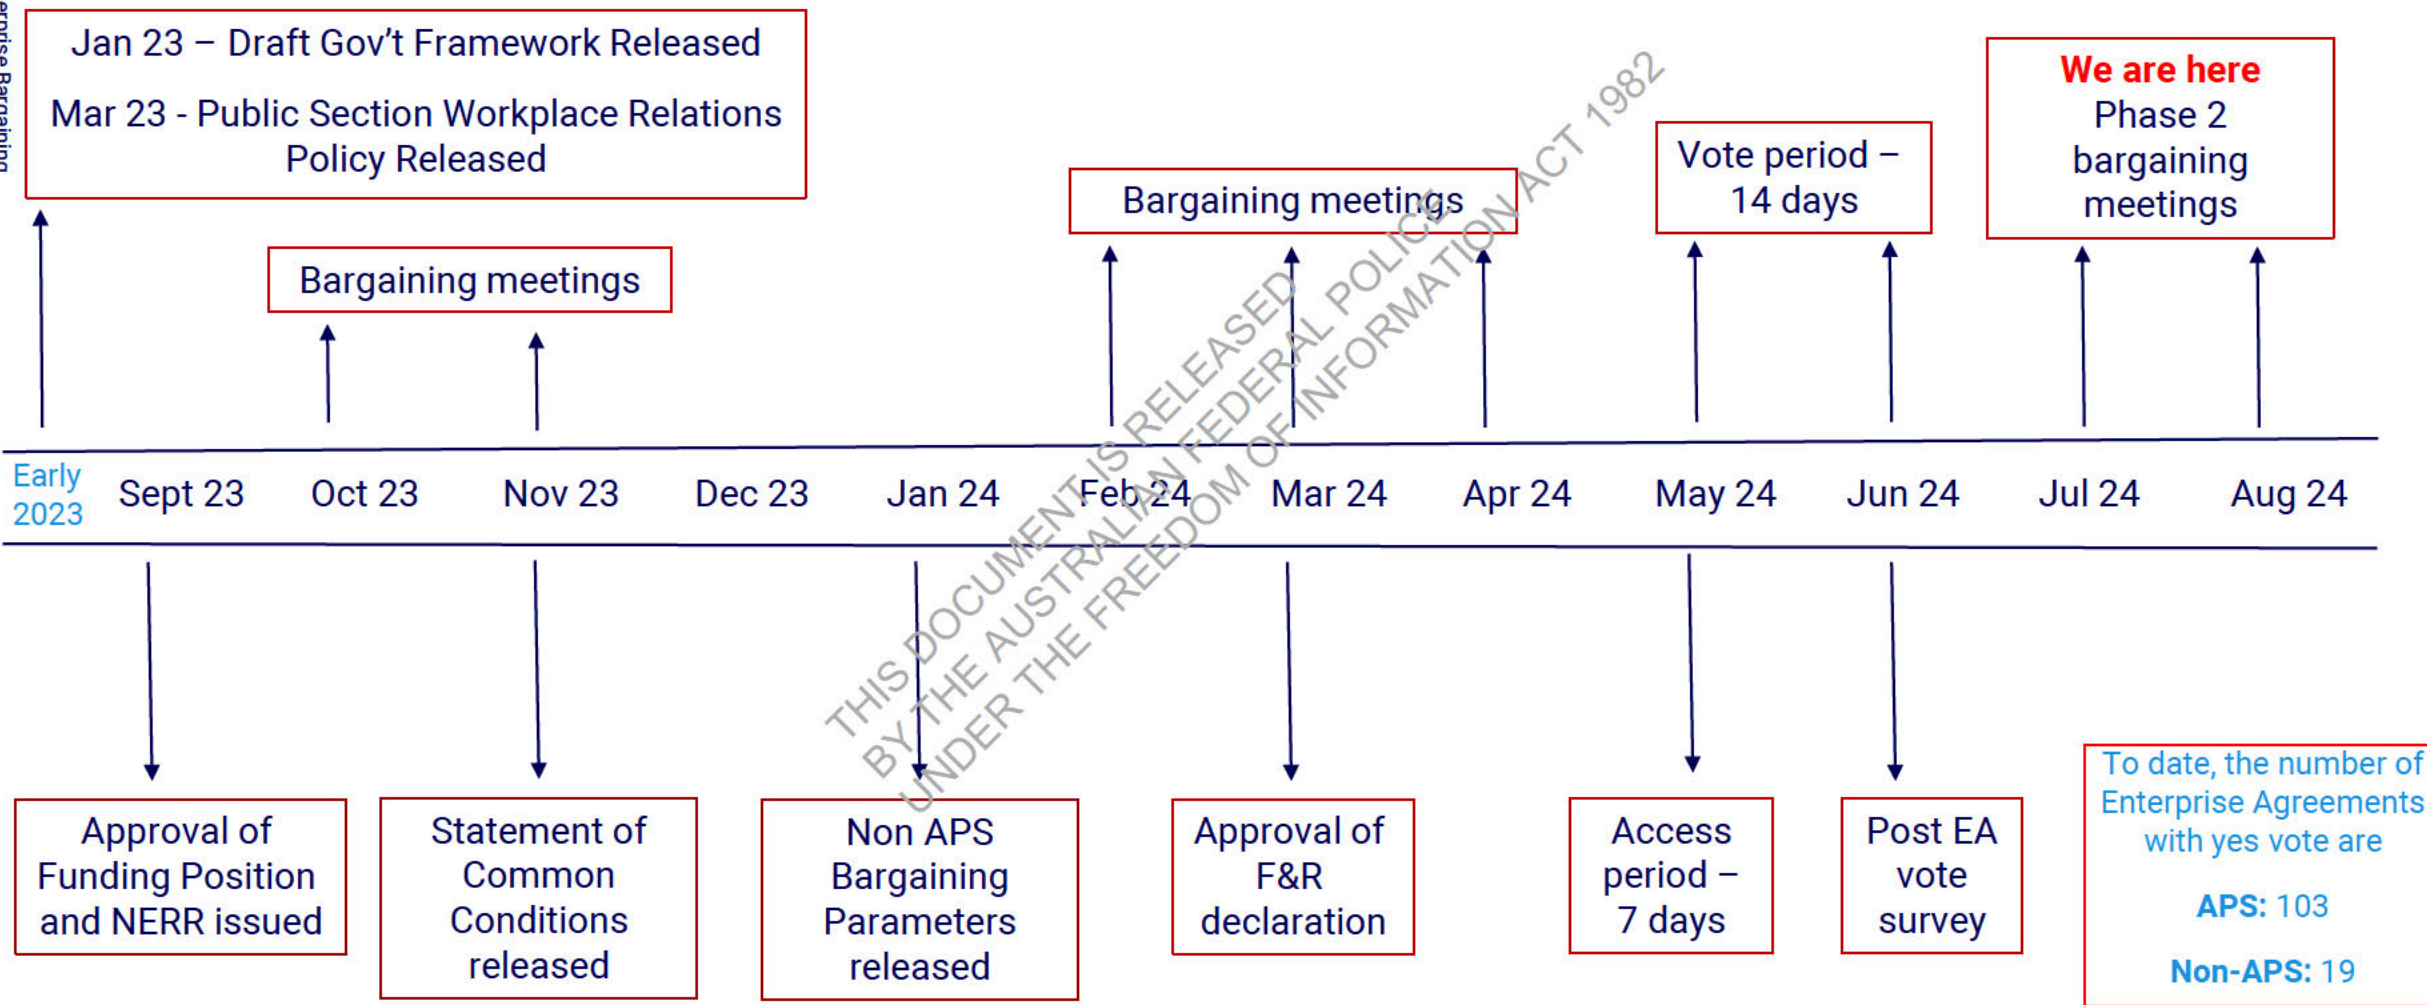 Jan 23 – Draft Gov't Framework Released
Mar 23 - Public Section Workplace Relations
Policy Released
Bargaining meetings
Bargaining meetings
Vote period –
14 days
We are here
Phase 2
bargaining
meetings
Early
2023
Sept 23
Oct 23
Nov 23
Dec 23
Jan 24
Feb 24
Mar 24
Apr 24
May 24
Jun 24
Jul 24
Aug 24
Approval of
Funding Position
and NERR issued
Statement of
Common
Conditions
released
Non APS
Bargaining
Parameters
released
Approval of
F&R
declaration
Access
period –
7 days
Post EA
vote
survey
To date, the number of
Enterprise Agreements
with yes vote are
APS: 103
Non-APS: 19
THIS DOCUMENT IS RELEASED
BY THE AUSTRALIAN FEDERAL POLICE
UNDER THE FREEDOM OF INFORMATION ACT 1982
Bargaining